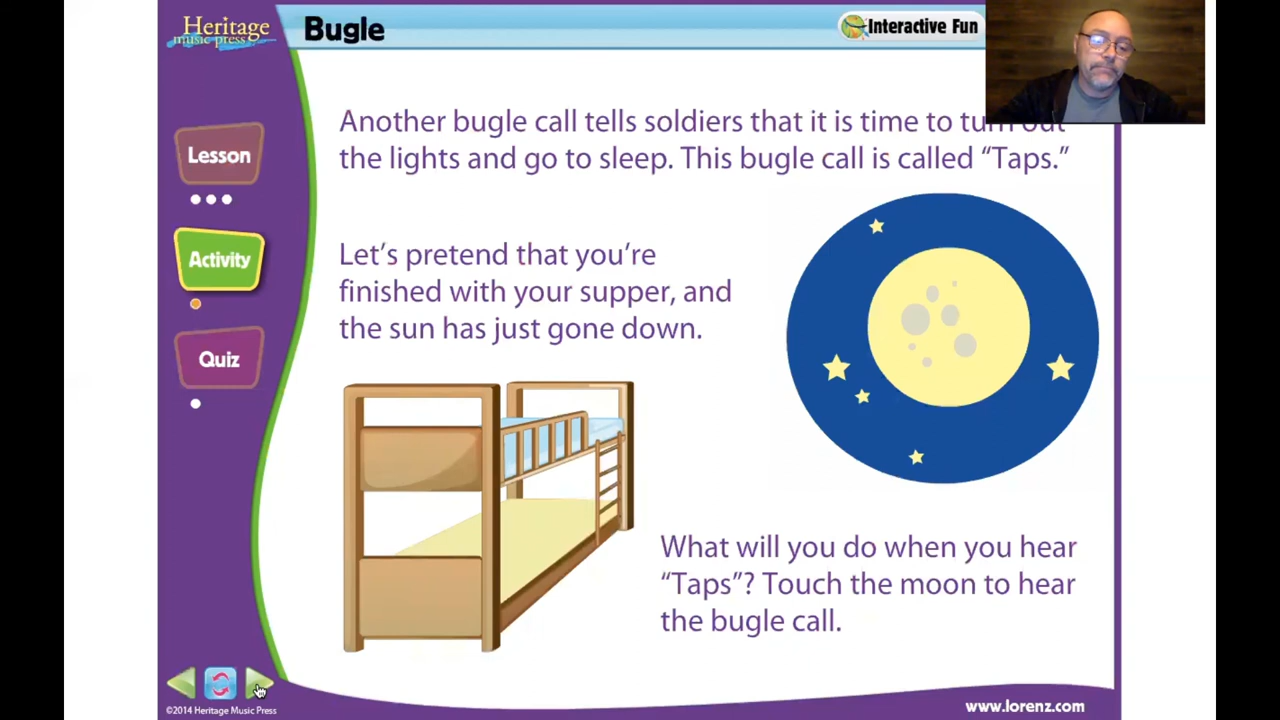 Heritage
music press
Bugle
Interactive Fun
Lesson
Activity
Quiz
Another bugle call tells soldiers that it is time to turn out
the lights and go to sleep. This bugle call is called “Taps.”
Let’s pretend that you’re
finished with your supper, and
the sun has just gone down.
What will you do when you hear
“Taps”? Touch the moon to hear
the bugle call.
©2014 Heritage Music Press
www.lorenz.com